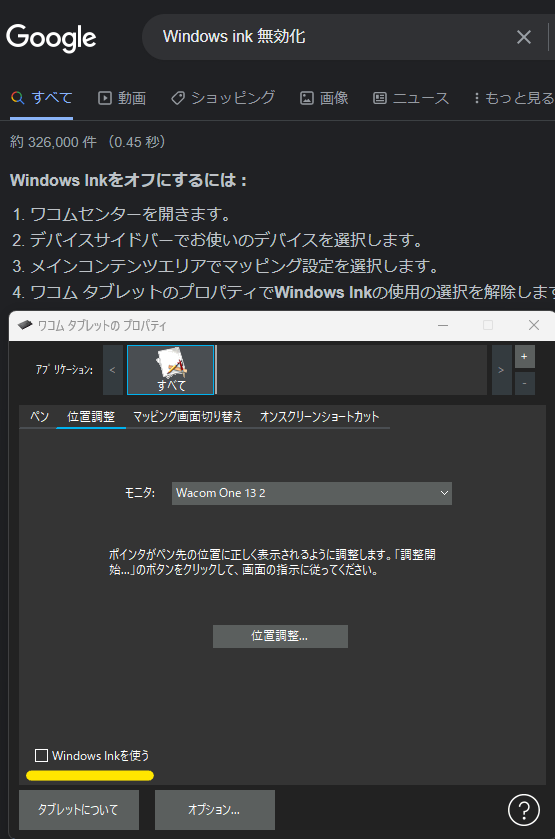 Google
Windows ink 無効化
すべて 動画 ショッピング 画像 ニュース もっと見る
約 326,000 件 （0.45 秒）
Windows Inkをオフにするには：
1. ワコムセンターを開きます。
2. デバイスサイドバーでお使いのデバイスを選択します。
3. メインコンテンツエリアでマッピング設定を選択します。
4. ワコム タブレットのプロパティでWindows Inkの使用の選択を解除します
ワコム タブレットの プロパティ
アプリケーション: < すべて > +
-
ペン 位置調整 マッピング画面切り替え オンスクリーンショートカット
モニタ: Wacom One 13 2
ポインタがペン先の位置に正しく表示されるように調整します。「調整開
始...」のボタンをクリックして、画面の指示に従ってください。
位置調整...
Windows Inkを使う
タブレットについて オプション... ?